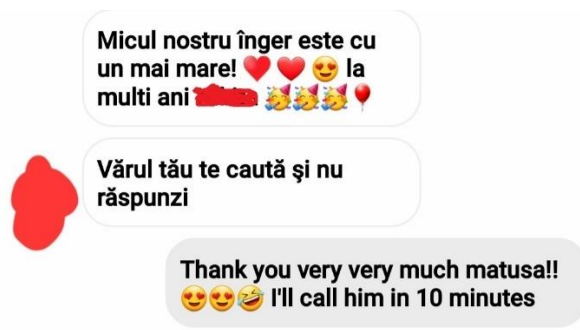 Micul nostru înger este cu
un mai mare! ❤️❤️😍 la
multi ani 🥳🥳🥳🎈
Vărul tău te caută şi nu
răspunzi
Thank you very very much matusa!!
😍😍🤣 I'll call him in 10 minutes